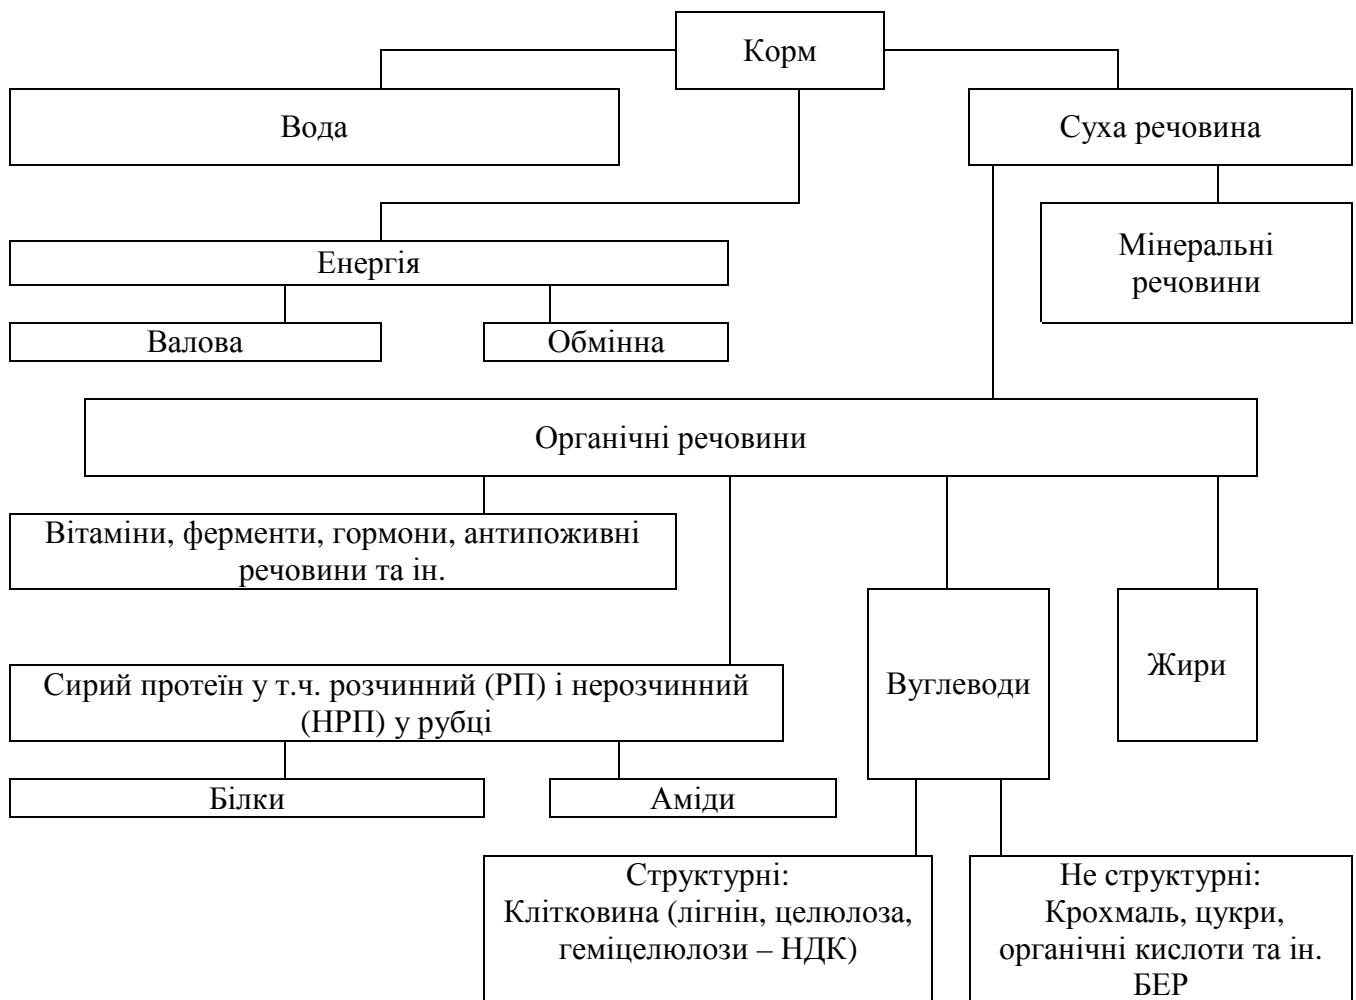 Корм
Вода
Суха речовина
Мінеральні
речовини
Енергія
Валова
Обмінна
Органічні речовини
Вітаміни, ферменти, гормони, антипоживні
речовини та ін.
Сирий протеїн у т.ч. розчинний (РП) і нерозчинний
(НРП) у рубці
Вуглеводи
Жири
Білки
Аміди
Структурні:
Клітковина (лігнін, целюлоза,
геміцелюлози – НДК)
Не структурні:
Крохмаль, цукри,
органічні кислоти та ін.
БЕР